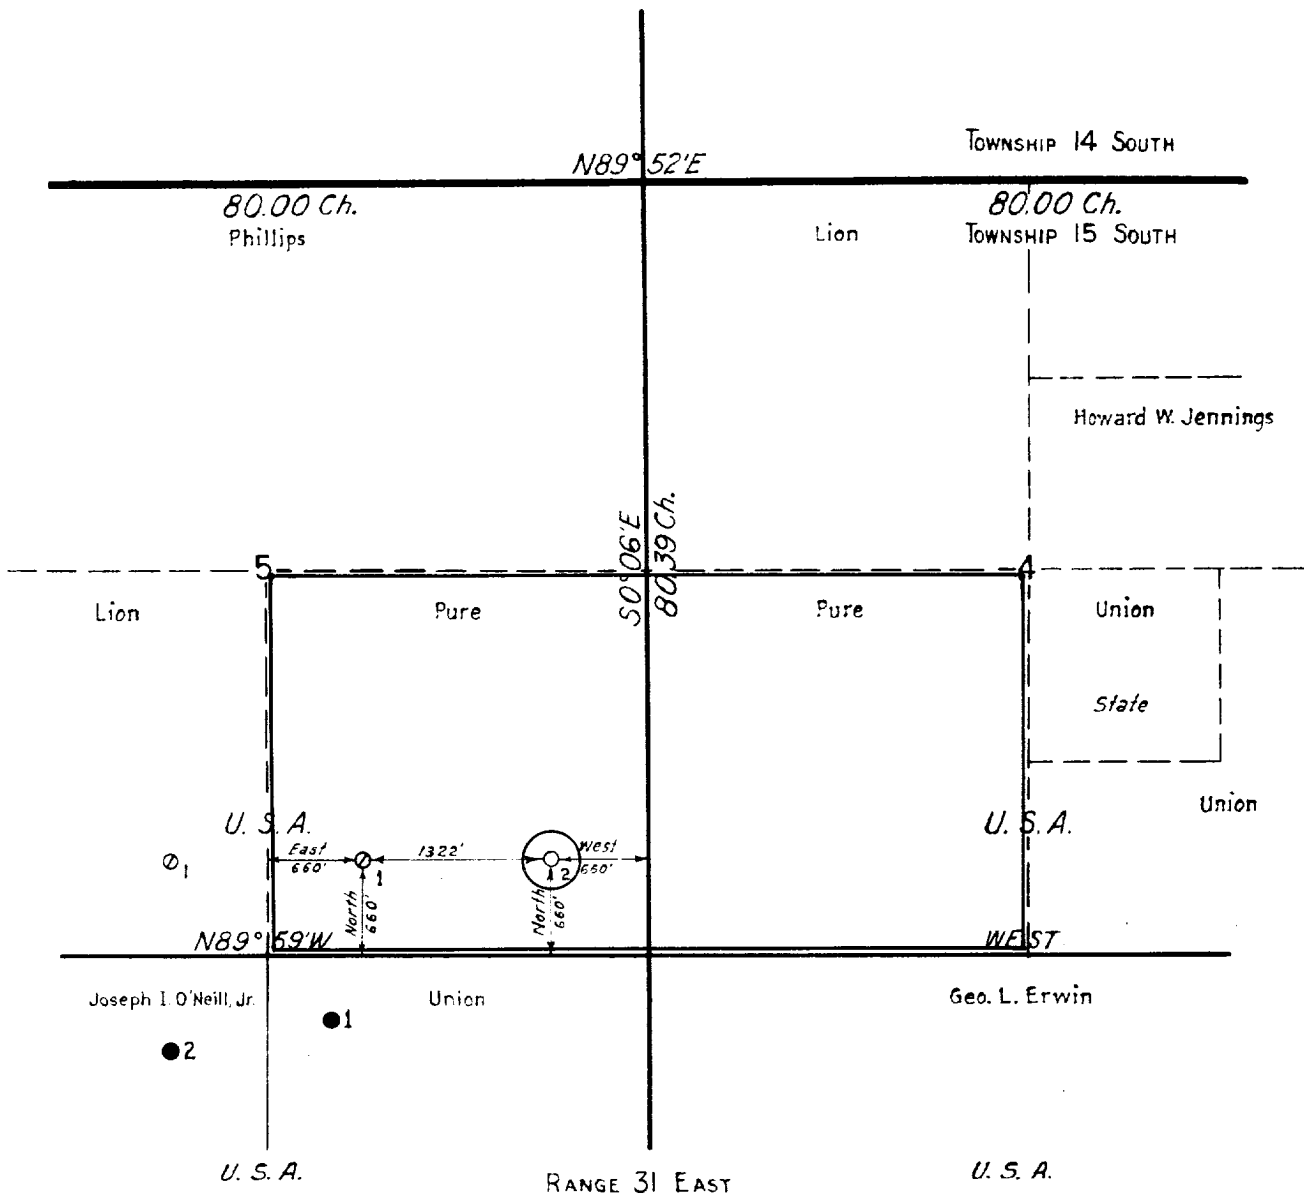 TOWNSHIP 14 SOUTH
N89°52'E
80.00 Ch.
80.00 Ch.
Phillips
Lion
TOWNSHIP 15 SOUTH
Howard W. Jennings
S0°06'E
80.39 Ch.
5
4
Lion
Pure
Pure
Union
State
Union
U. S. A.
U. S. A.
East
660'
1322'
West
660'
1
1
2
North
660'
North
660'
N89°59'W
WEST
Joseph I. O'Neill, Jr.
Union
Geo. L. Erwin
1
2
U. S. A.
RANGE 31 EAST
U. S. A.